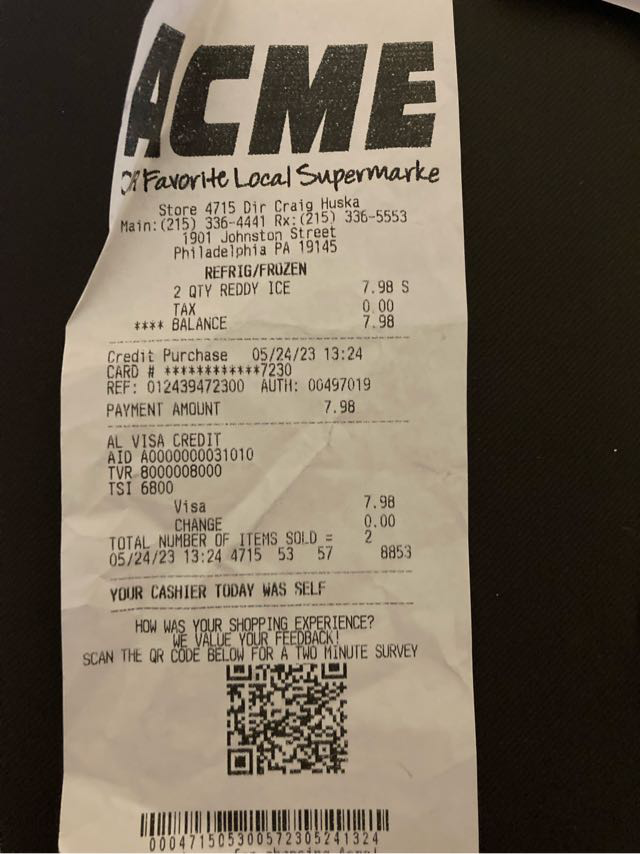 ACME
Favorite Local Supermarke
Store 4715 Dir Craig Huska
Main:(215) 336-4441 Rx:(215) 336-5553
1901 Johnston Street
Philadelphia PA 19145
REFRIG/FROZEN
2 QTY REDDY ICE 7.98 S
TAX 0.00
**** BALANCE 7.98
Credit Purchase 05/24/23 13:24
CARD # ************7230
REF: 012439472300 AUTH: 00497019
PAYMENT AMOUNT 7.98
AL VISA CREDIT
AID A0000000031010
TVR 8000008000
TSI 6800
Visa 7.98
CHANGE 0.00
TOTAL NUMBER OF ITEMS SOLD = 2
05/24/23 13:24 4715 53 57 8853
YOUR CASHIER TODAY WAS SELF
HOW WAS YOUR SHOPPING EXPERIENCE?
WE VALUE YOUR FEEDBACK!
SCAN THE QR CODE BELOW FOR A TWO MINUTE SURVEY
000471505300572305241324